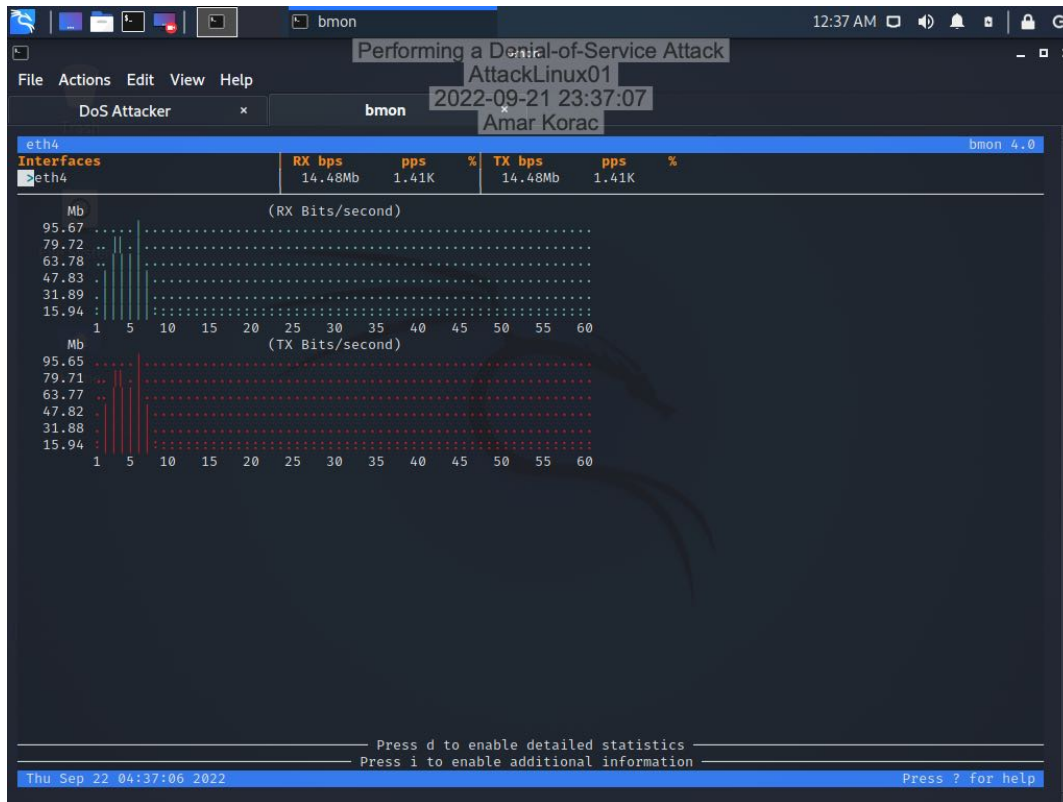 bmon 12:37 AM
Performing a Denial-of-Service Attack
AttackLinux01
2022-09-21 23:37:07
Amar Korac
File Actions Edit View Help
DoS Attacker × bmon ×
eth4 bmon 4.0
Interfaces RX bps pps % TX bps pps %
>eth4 14.48Mb 1.41K 14.48Mb 1.41K
Mb (RX Bits/second)
95.67
79.72
63.78
47.83
31.89
15.94
1 5 10 15 20 25 30 35 40 45 50 55 60
Mb (TX Bits/second)
95.65
79.71
63.77
47.82
31.88
15.94
1 5 10 15 20 25 30 35 40 45 50 55 60
Press d to enable detailed statistics
Press i to enable additional information
Thu Sep 22 04:37:06 2022 Press ? for help